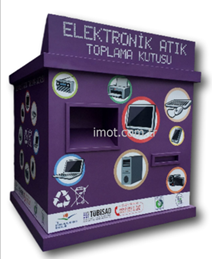 ELEKTRONİK ATIK
TOPLAMA KUTUSU
imot.com.tr
TÜBİSAD